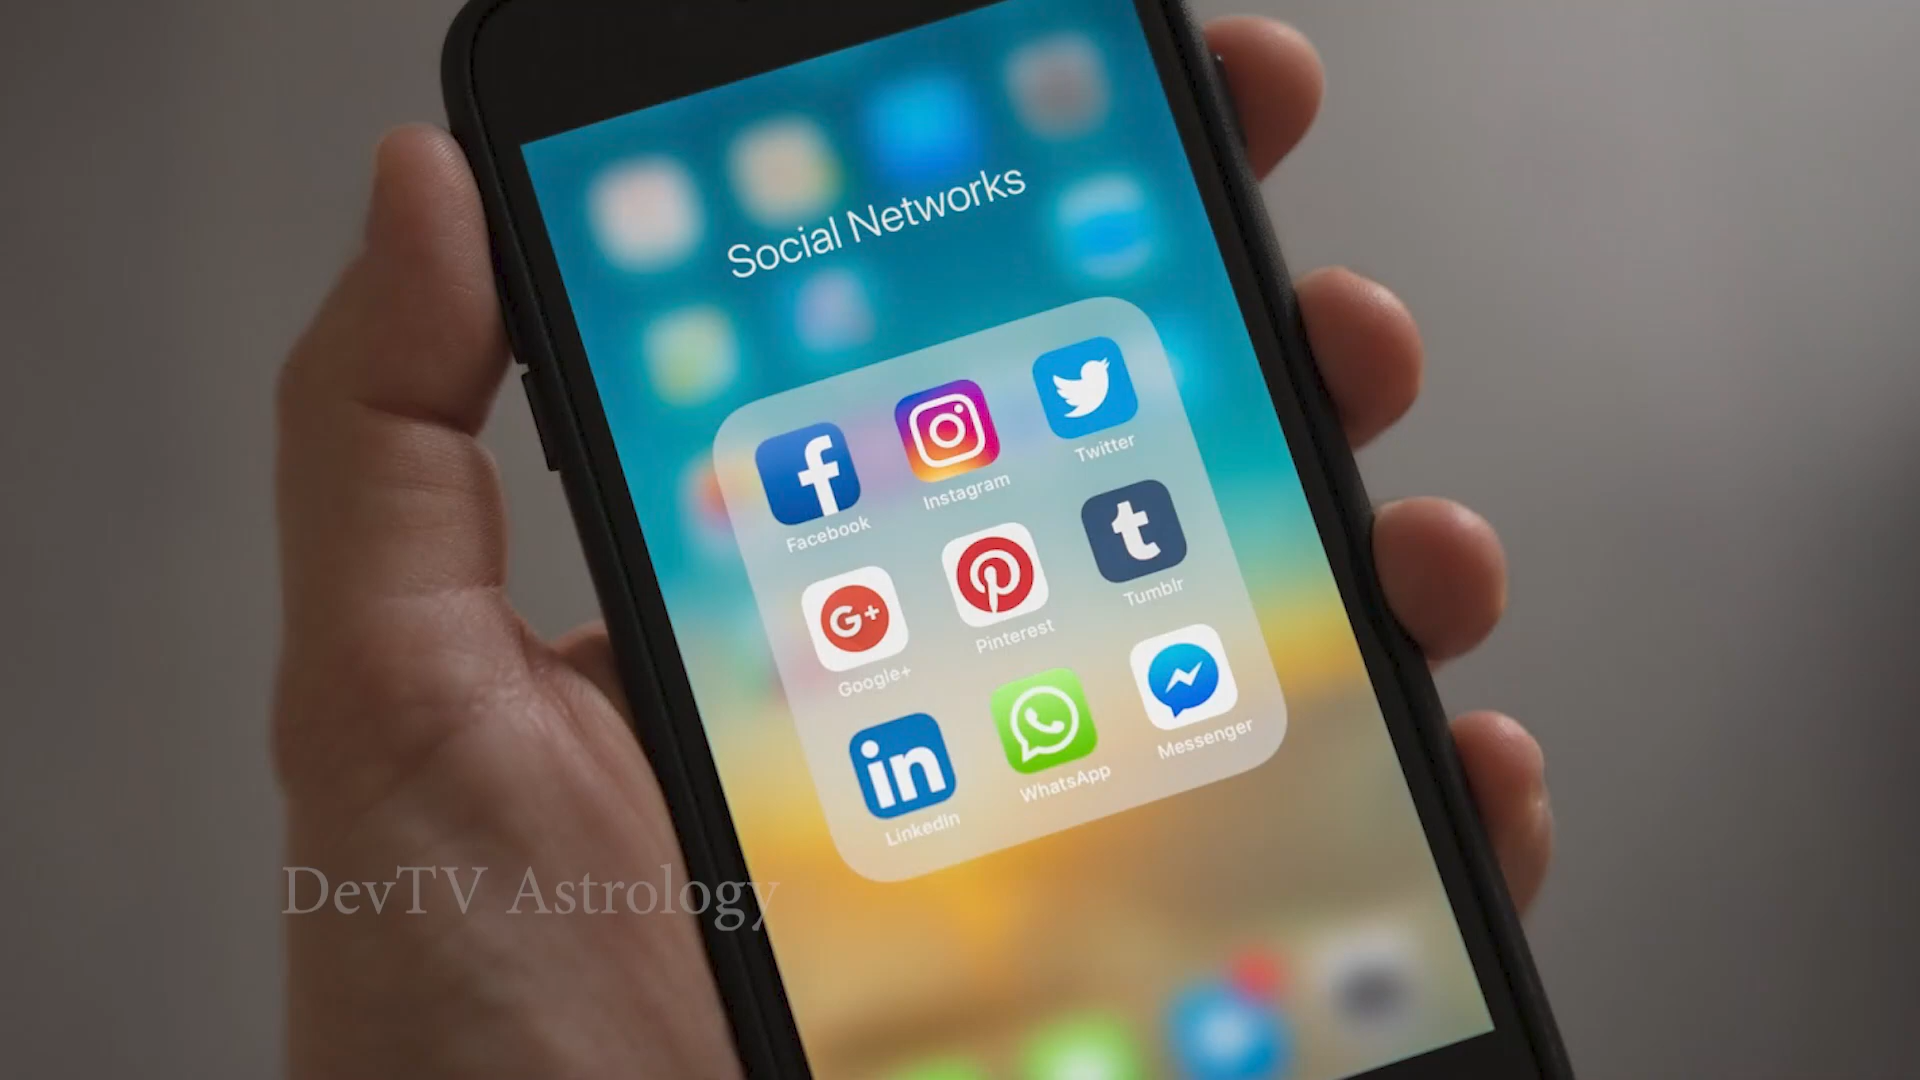 Social Networks
Facebook
Instagram
Twitter
Google+
Pinterest
Tumblr
LinkedIn
WhatsApp
Messenger
DevTV Astrology